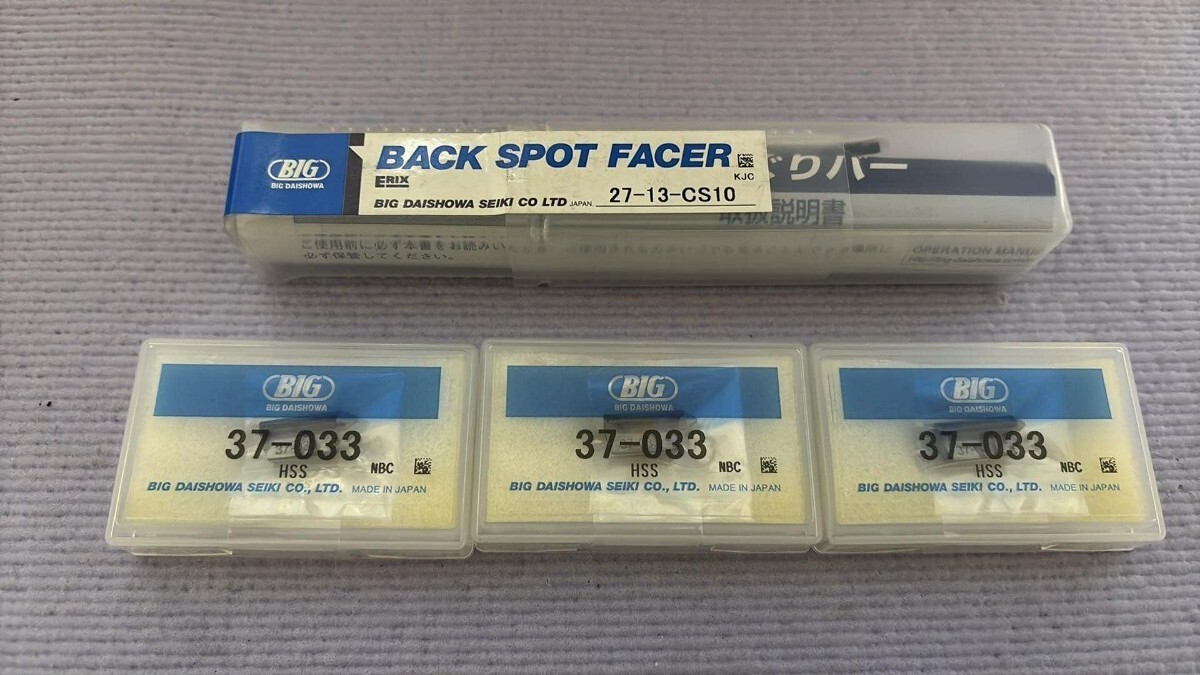 BIG
BIG DAISHOWA
BACK SPOT FACER
ERIX
KJC
BIG DAISHOWA SEIKI CO LTD JAPAN 27-13-CS10
ぐりバー
取扱説明書
ご使用前に必ず本書をお読みい
必ず保管してください。
OPERATION MANU
BIG
BIG DAISHOWA
37-033
HSS NBC
BIG DAISHOWA SEIKI CO., LTD. MADE IN JAPAN
BIG
BIG DAISHOWA
37-033
HSS NBC
BIG DAISHOWA SEIKI CO., LTD. MADE IN JAPAN
BIG
BIG DAISHOWA
37-033
HSS NBC
BIG DAISHOWA SEIKI CO., LTD. MADE IN JAPAN